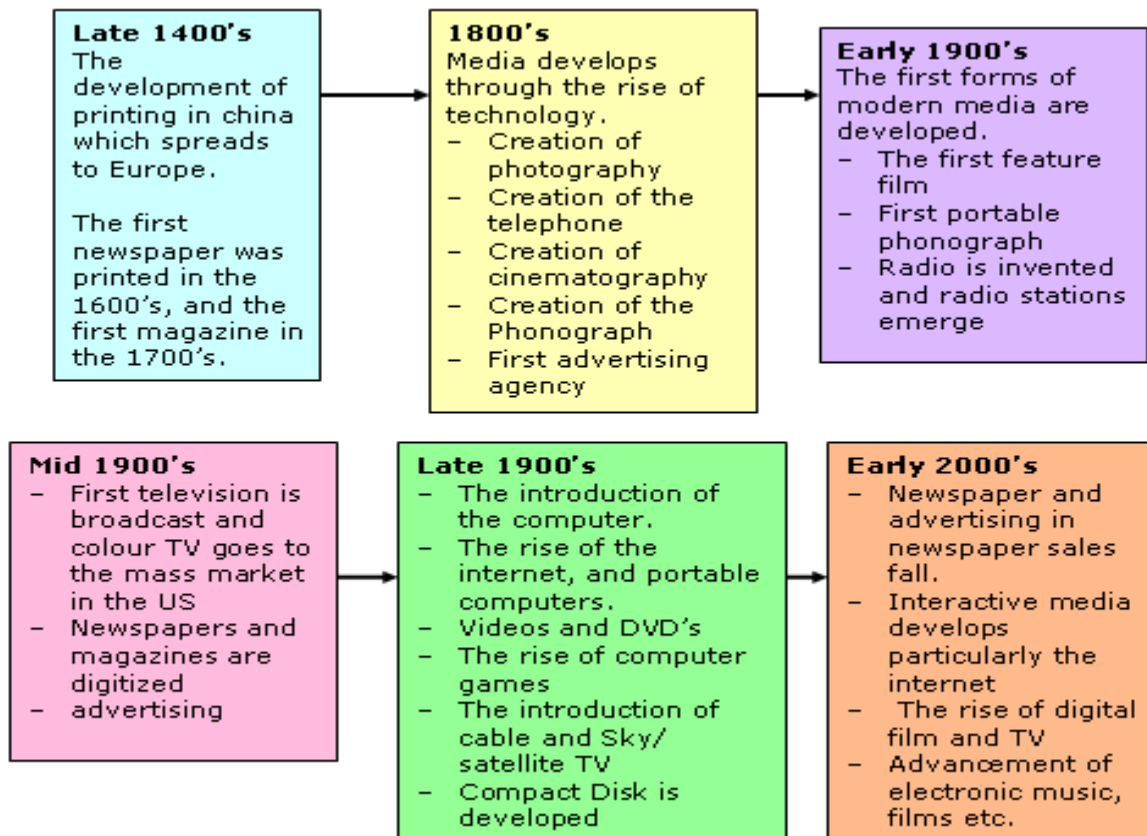 Late 1400's
The
development of
printing in china
which spreads
to Europe.
The first
newspaper was
printed in the
1600's, and the
first magazine in
the 1700's.
1800's
Media develops
through the rise of
technology.
– Creation of
photography
– Creation of the
telephone
– Creation of
cinematography
– Creation of the
Phonograph
– First advertising
agency
Early 1900's
The first forms of
modern media are
developed.
– The first feature
film
– First portable
phonograph
– Radio is invented
and radio stations
emerge
Mid 1900's
– First television is
broadcast and
colour TV goes to
the mass market
in the US
– Newspapers and
magazines are
digitized
– advertising
Late 1900's
– The introduction of
the computer.
– The rise of the
internet, and portable
computers.
– Videos and DVD's
– The rise of computer
games
– The introduction of
cable and Sky/
satellite TV
– Compact Disk is
developed
Early 2000's
– Newspaper and
advertising in
newspaper sales
fall.
– Interactive media
develops
particularly the
internet
– The rise of digital
film and TV
– Advancement of
electronic music,
films etc.